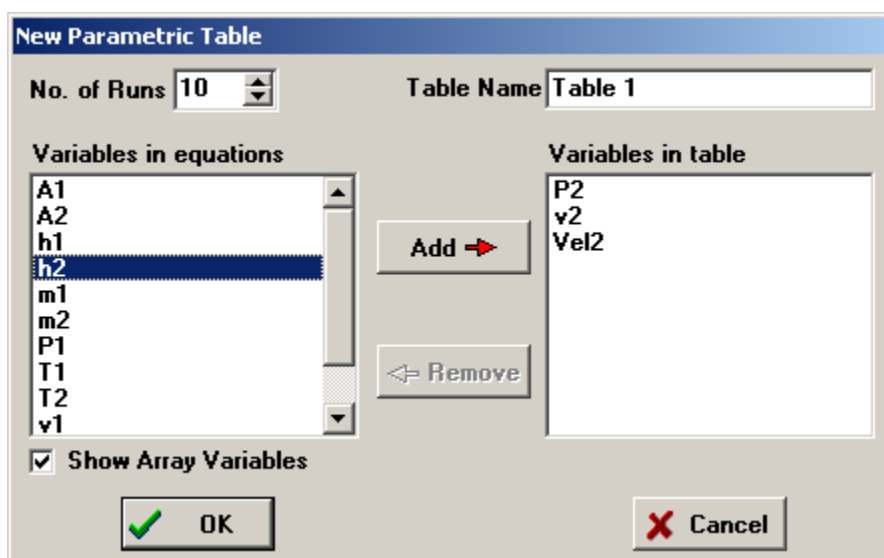 New Parametric Table
No. of Runs 10
Table Name Table 1
Variables in equations
A1
A2
h1
h2
m1
m2
P1
T1
T2
v1
Add
Remove
Variables in table
P2
v2
Vel2
Show Array Variables
OK
Cancel